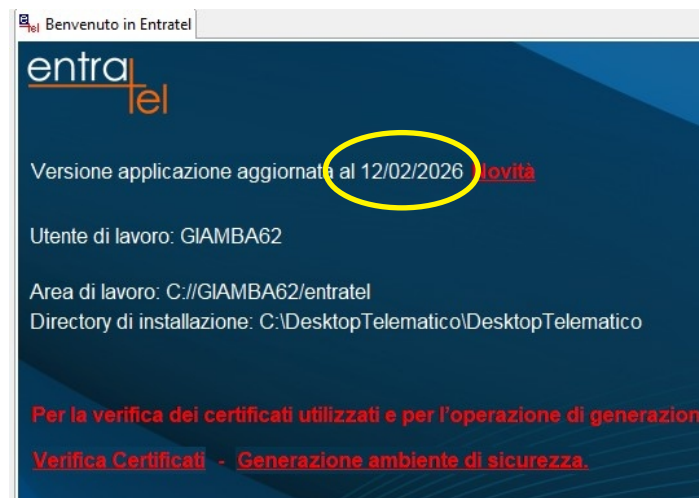 e
tel Benvenuto in Entratel
entra
tel
Versione applicazione aggiornata al 12/02/2026 Novità
Utente di lavoro: GIAMBA62
Area di lavoro: C://GIAMBA62/entratel
Directory di installazione: C:\DesktopTelematico\DesktopTelematico
Per la verifica dei certificati utilizzati e per l'operazione di generazion
Verifica Certificati - Generazione ambiente di sicurezza.